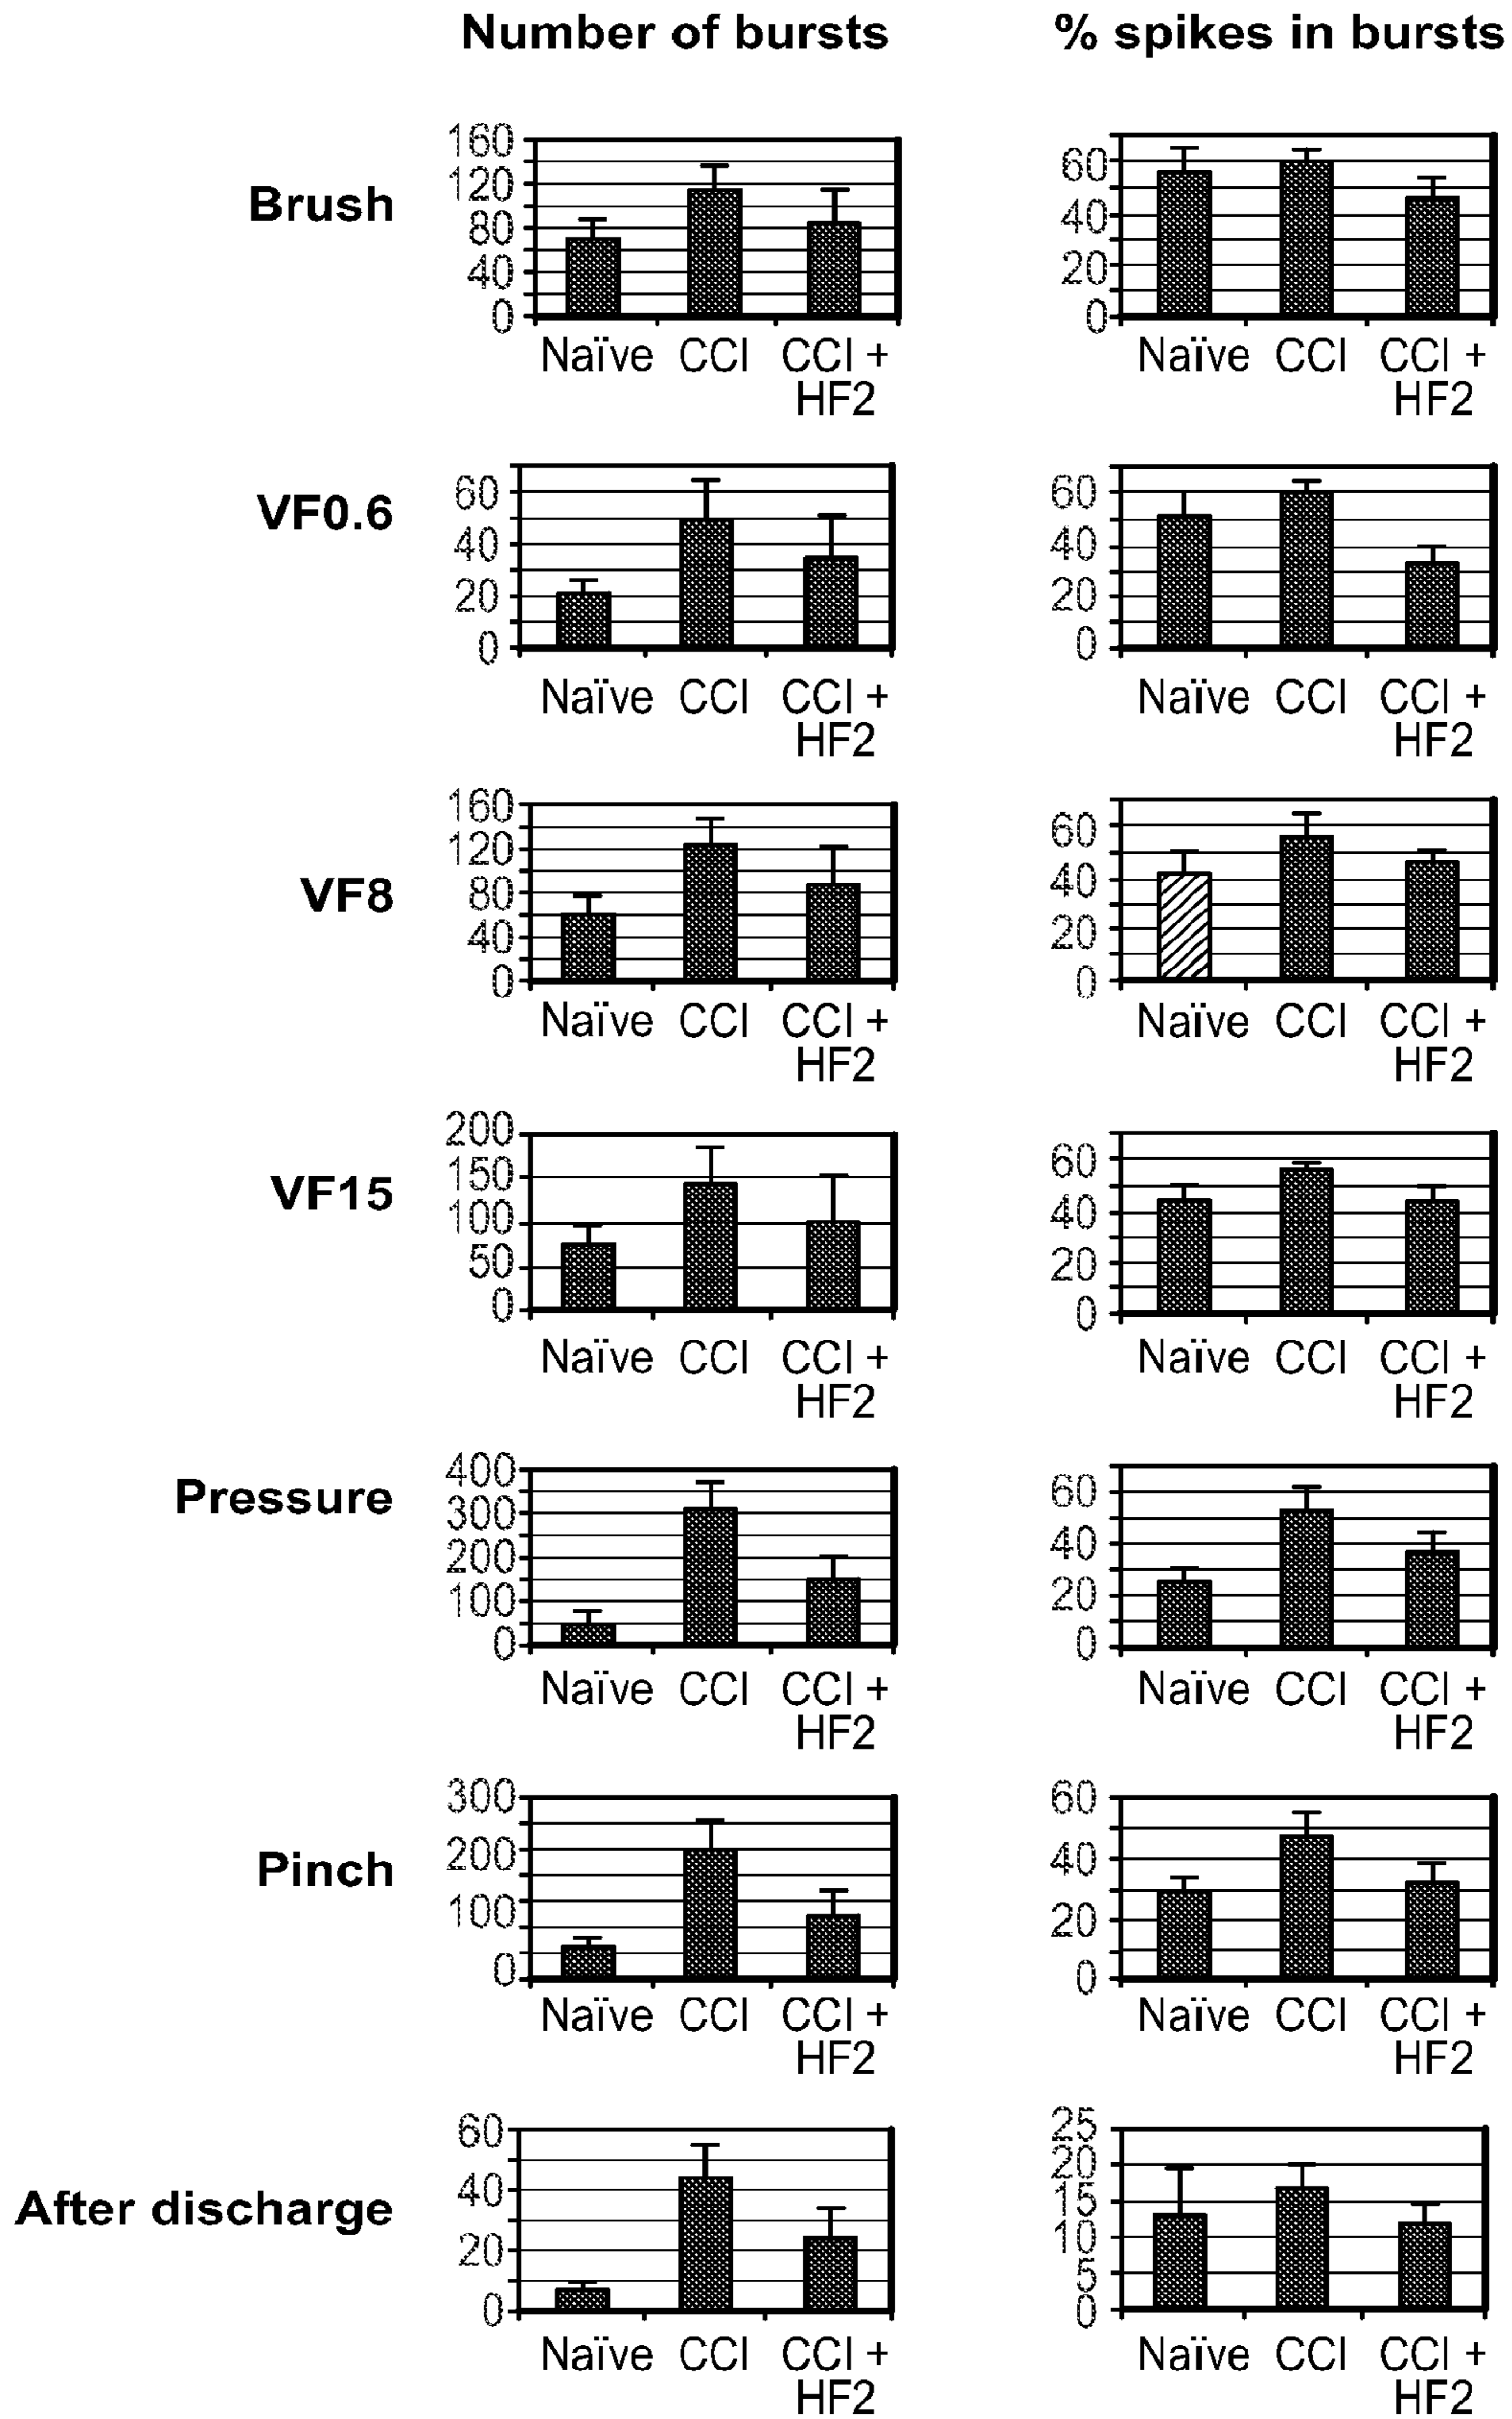 Number of bursts
% spikes in bursts
Brush
160
120
80
40
0
Naïve CCI CCI +
HF2
60
40
20
0
Naïve CCI CCI +
HF2
VF0.6
60
40
20
0
Naïve CCI CCI +
HF2
60
40
20
0
Naïve CCI CCI +
HF2
VF8
160
120
80
40
0
Naïve CCI CCI +
HF2
60
40
20
0
Naïve CCI CCI +
HF2
VF15
200
150
100
50
0
Naïve CCI CCI +
HF2
60
40
20
0
Naïve CCI CCI +
HF2
Pressure
400
300
200
100
0
Naïve CCI CCI +
HF2
60
40
20
0
Naïve CCI CCI +
HF2
Pinch
300
200
100
0
Naïve CCI CCI +
HF2
60
40
20
0
Naïve CCI CCI +
HF2
After discharge
60
40
20
0
Naïve CCI CCI +
HF2
25
20
15
10
5
0
Naïve CCI CCI +
HF2